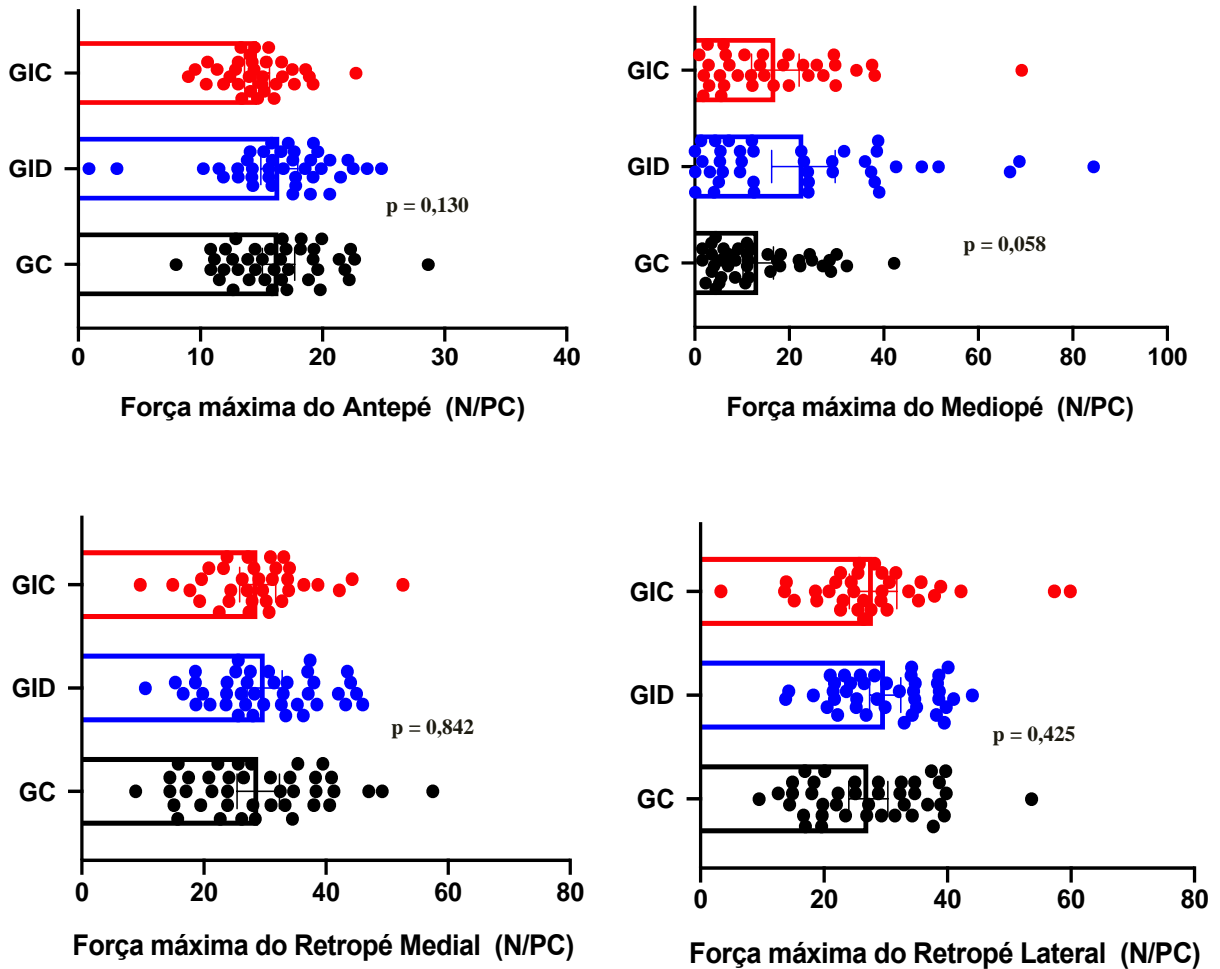 GIC
GID
GC
p = 0,130
0 10 20 30 40
Força máxima do Antepé (N/PC)
GIC
GID
GC
p = 0,058
0 20 40 60 80 100
Força máxima do Mediopé (N/PC)
GIC
GID
GC
p = 0,842
0 20 40 60 80
Força máxima do Retropé Medial (N/PC)
GIC
GID
GC
p = 0,425
0 20 40 60 80
Força máxima do Retropé Lateral (N/PC)